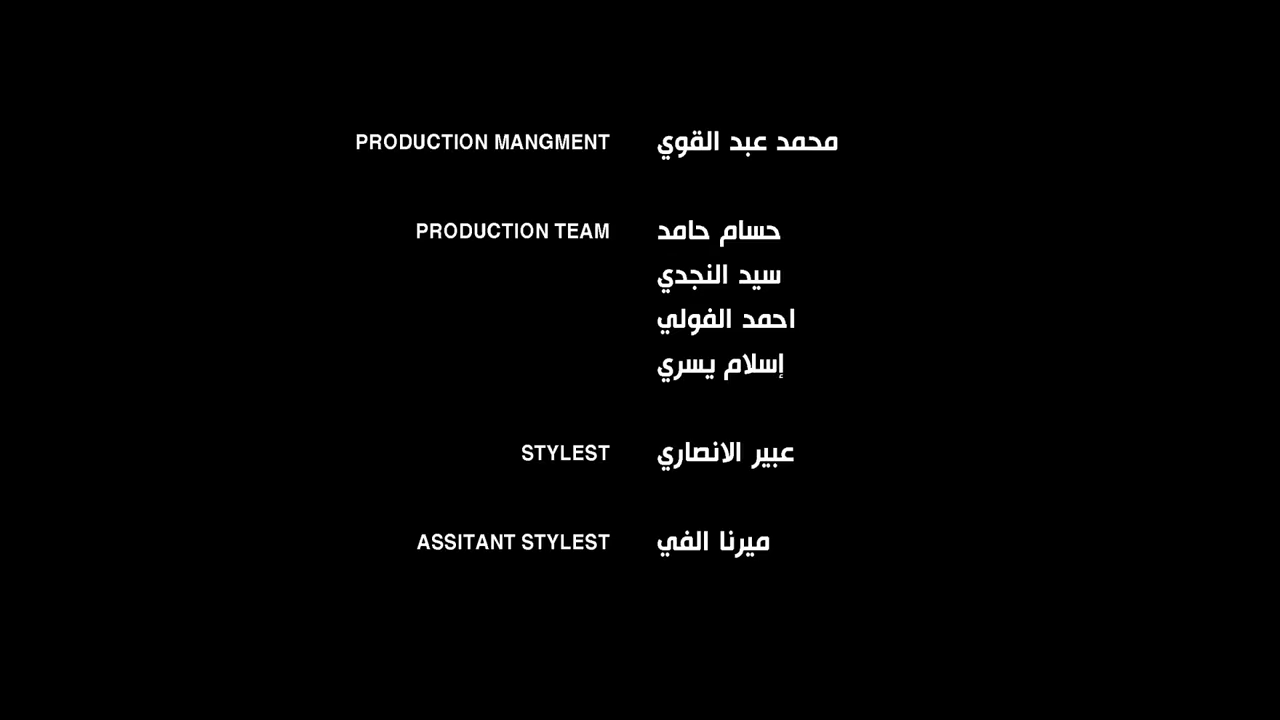 PRODUCTION MANGMENT محمد عبد القوي
PRODUCTION TEAM حسام حامد
سيد النجدي
احمد الفولي
إسلام يسري
STYLEST عبير الانصاري
ASSITANT STYLEST ميرنا الفي